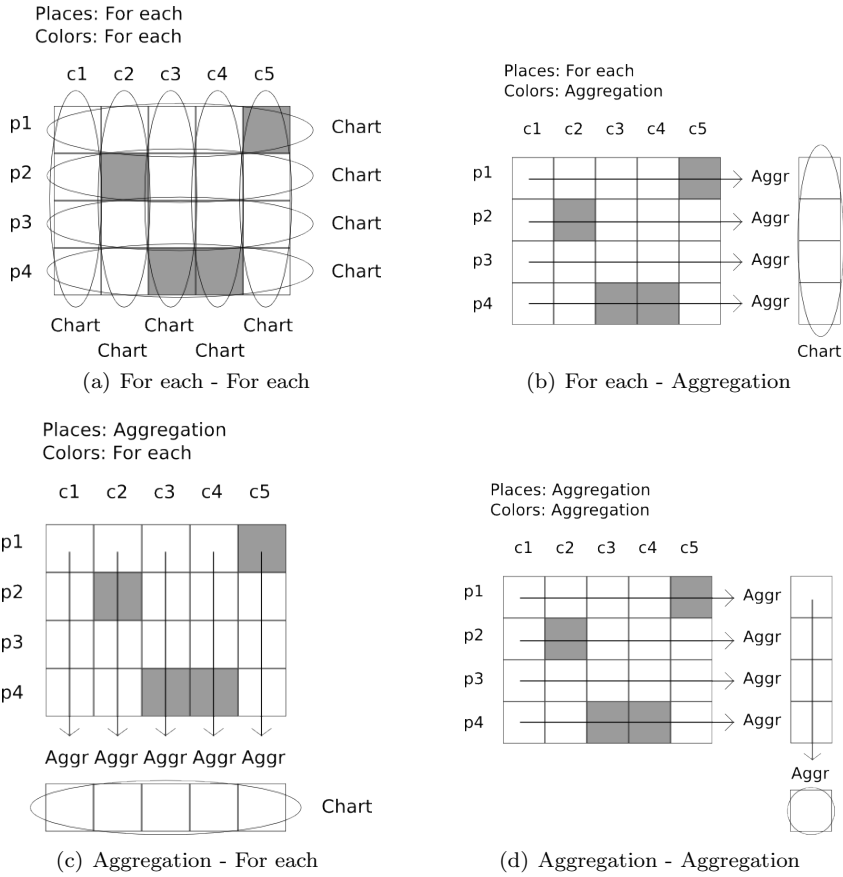 Places: For each
Colors: For each
c1 c2 c3 c4 c5
p1 Chart
p2 Chart
p3 Chart
p4 Chart
Chart Chart Chart
Chart Chart
(a) For each - For each
Places: For each
Colors: Aggregation
c1 c2 c3 c4 c5
p1 Aggr
p2 Aggr
p3 Aggr
p4 Aggr
Chart
(b) For each - Aggregation
Places: Aggregation
Colors: For each
c1 c2 c3 c4 c5
p1
p2
p3
p4
Aggr Aggr Aggr Aggr Aggr
Chart
(c) Aggregation - For each
Places: Aggregation
Colors: Aggregation
c1 c2 c3 c4 c5
p1 Aggr
p2 Aggr
p3 Aggr
p4 Aggr
Aggr
(d) Aggregation - Aggregation